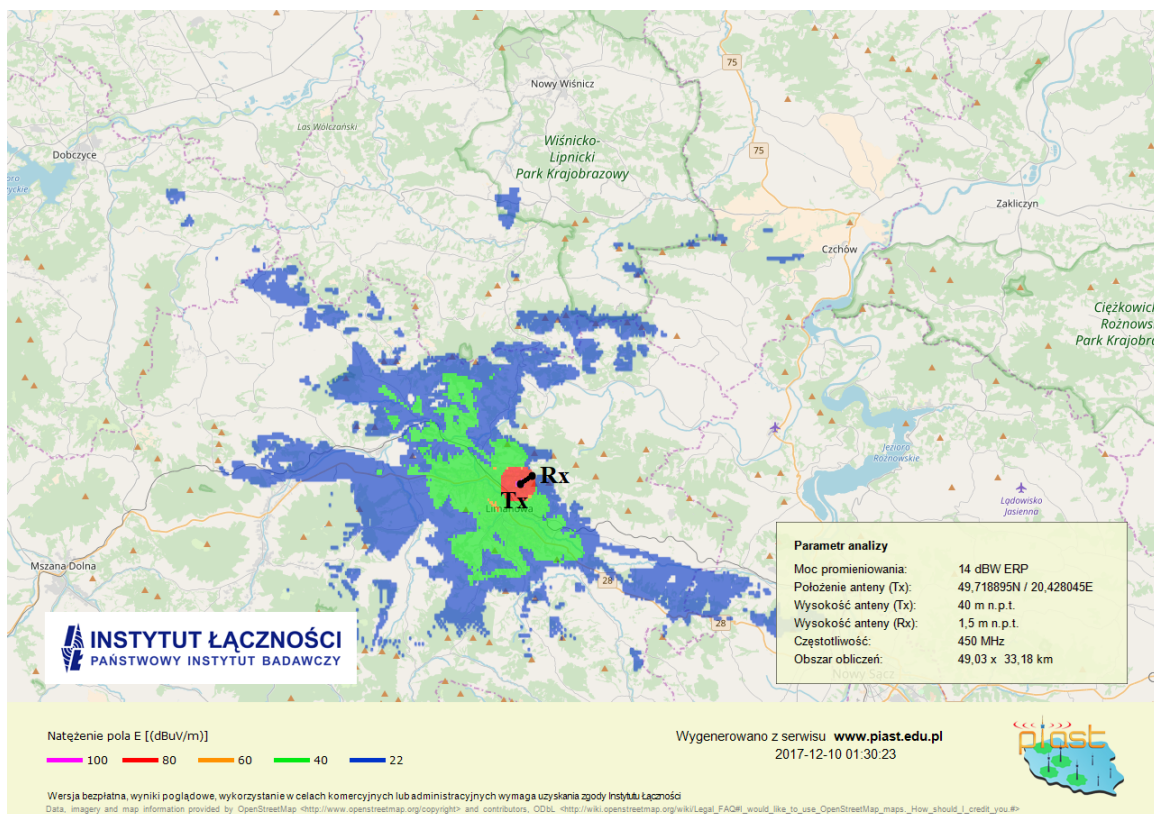 75
Nowy Wiśnicz
Las Wolczański
Dobczyce
75
Wiśnicko-
Lipnicki
Park Krajobrazowy
Zakliczyn
Czchów
Ciężkowick
Rożnows
Park Krajobra
Jezioro
Rożnowskie
Rx
Tx
Limanowa
Lądowisko
Jasienna
Mszana Dolna
28
28
Parametr analizy
Moc promieniowania: 14 dBW ERP
Położenie anteny (Tx): 49,718895N / 20,428045E
Wysokość anteny (Tx): 40 m n.p.t.
Wysokość anteny (Rx): 1,5 m n.p.t.
Częstotliwość: 450 MHz
Obszar obliczeń: 49,03 x 33,18 km
Nowy Sącz
INSTYTUT ŁĄCZNOŚCI
PAŃSTWOWY INSTYTUT BADAWCZY
Natężenie pola E [(dBuV/m)]
100 80 60 40 22
Wygenerowano z serwisu www.piast.edu.pl
2017-12-10 01:30:23
piast
Wersja bezpłatna, wyniki poglądowe, wykorzystanie w celach komercyjnych lub administracyjnych wymaga uzyskania zgody Instytutu Łączności
Data, imagery and map information provided by OpenStreetMap <http://www.openstreetmap.org/copyright> and contributors, ODbL <http://wiki.openstreetmap.org/wiki/Legal_FAQ#I_would_like_to_use_OpenStreetMap_maps._How_should_I_credit_you.#>